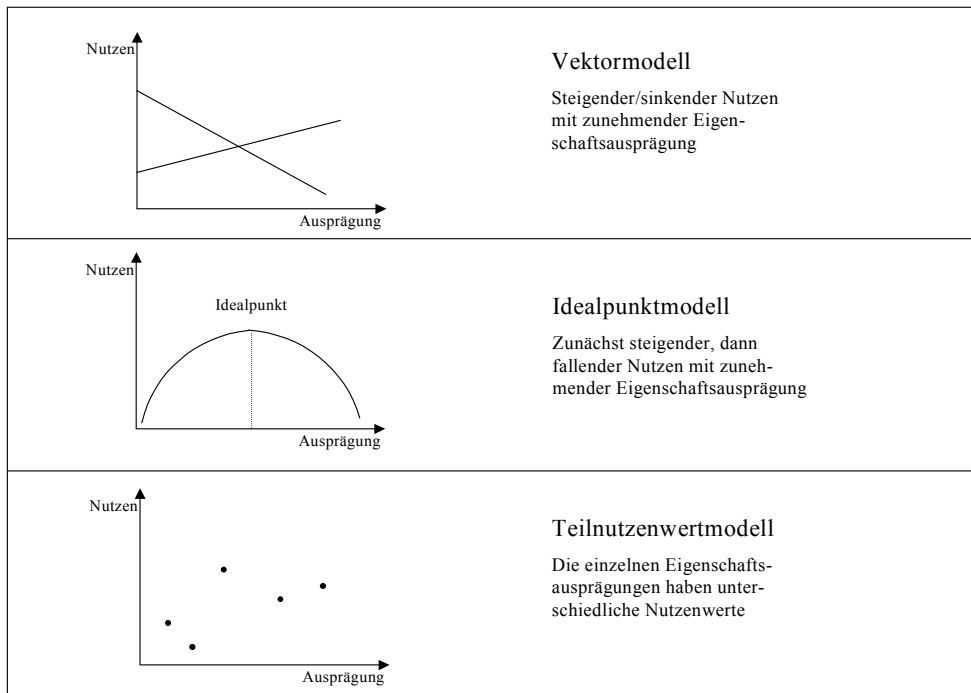 Nutzen
Ausprägung
Vektormodell
Steigender/sinkender Nutzen
mit zunehmender Eigen-
schaftsausprägung
Nutzen
Idealpunkt
Ausprägung
Idealpunktmodell
Zunächst steigender, dann
fallender Nutzen mit zuneh-
mender Eigenschaftsausprägung
Nutzen
Ausprägung
Teilnutzenwertmodell
Die einzelnen Eigenschafts-
ausprägungen haben unter-
schiedliche Nutzenwerte